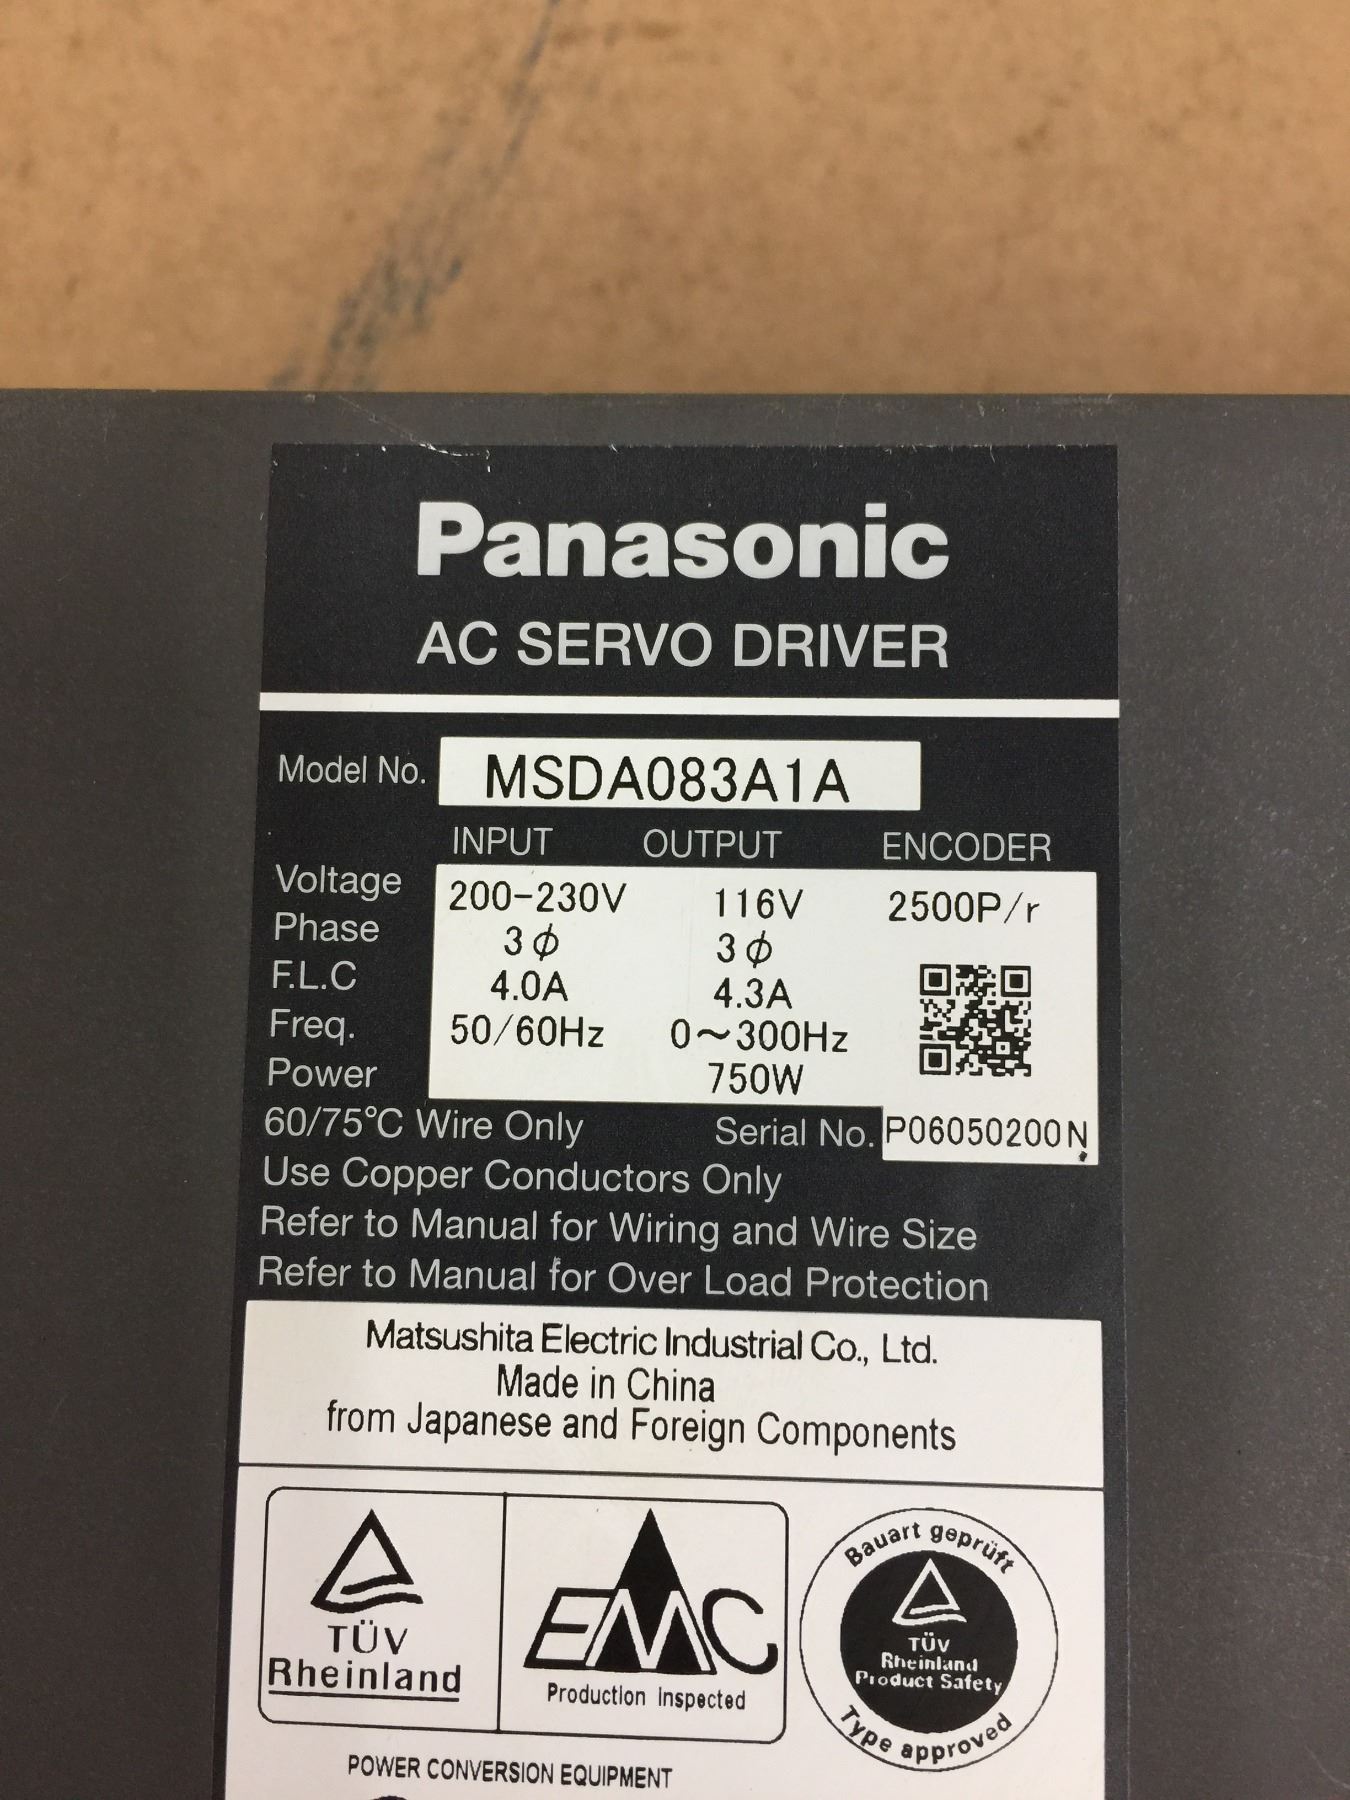 Panasonic
AC SERVO DRIVER
Model No. MSDA083A1A
INPUT OUTPUT ENCODER
Voltage 200-230V 116V 2500P/r
Phase 3ϕ 3ϕ
F.L.C 4.0A 4.3A
Freq. 50/60Hz 0~300Hz
Power 750W
60/75°C Wire Only Serial No. P06050200N
Use Copper Conductors Only
Refer to Manual for Wiring and Wire Size
Refer to Manual for Over Load Protection
Matsushita Electric Industrial Co., Ltd.
Made in China
from Japanese and Foreign Components
TÜV
Rheinland
EMC
Production Inspected
Bauart geprüft
TÜV
Rheinland
Product Safety
Type approved
POWER CONVERSION EQUIPMENT